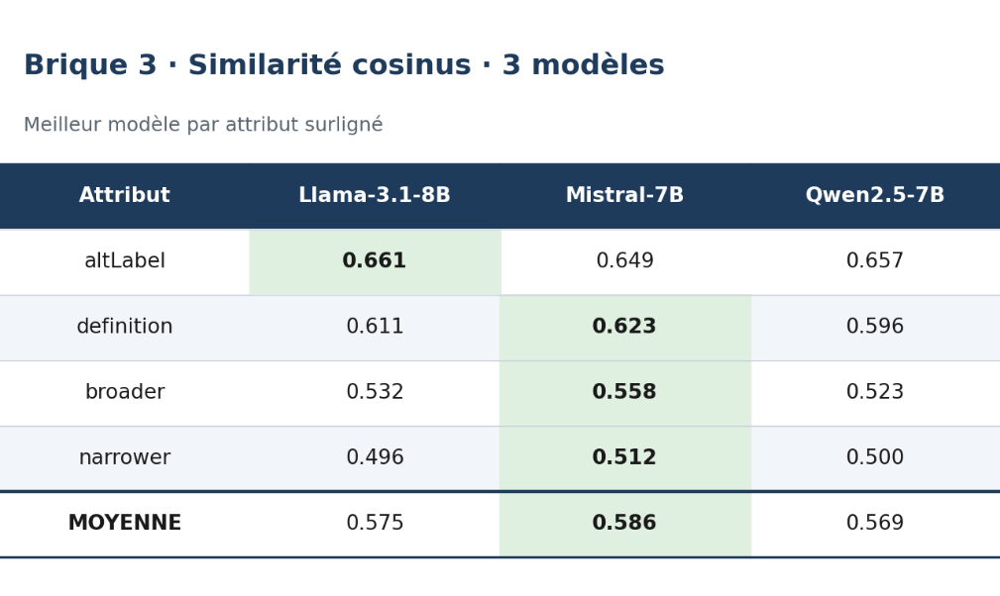 Brique 3 · Similarité cosinus · 3 modèles
Meilleur modèle par attribut surligné
Attribut Llama-3.1-8B Mistral-7B Qwen2.5-7B
altLabel 0.661 0.649 0.657
definition 0.611 0.623 0.596
broader 0.532 0.558 0.523
narrower 0.496 0.512 0.500
MOYENNE 0.575 0.586 0.569